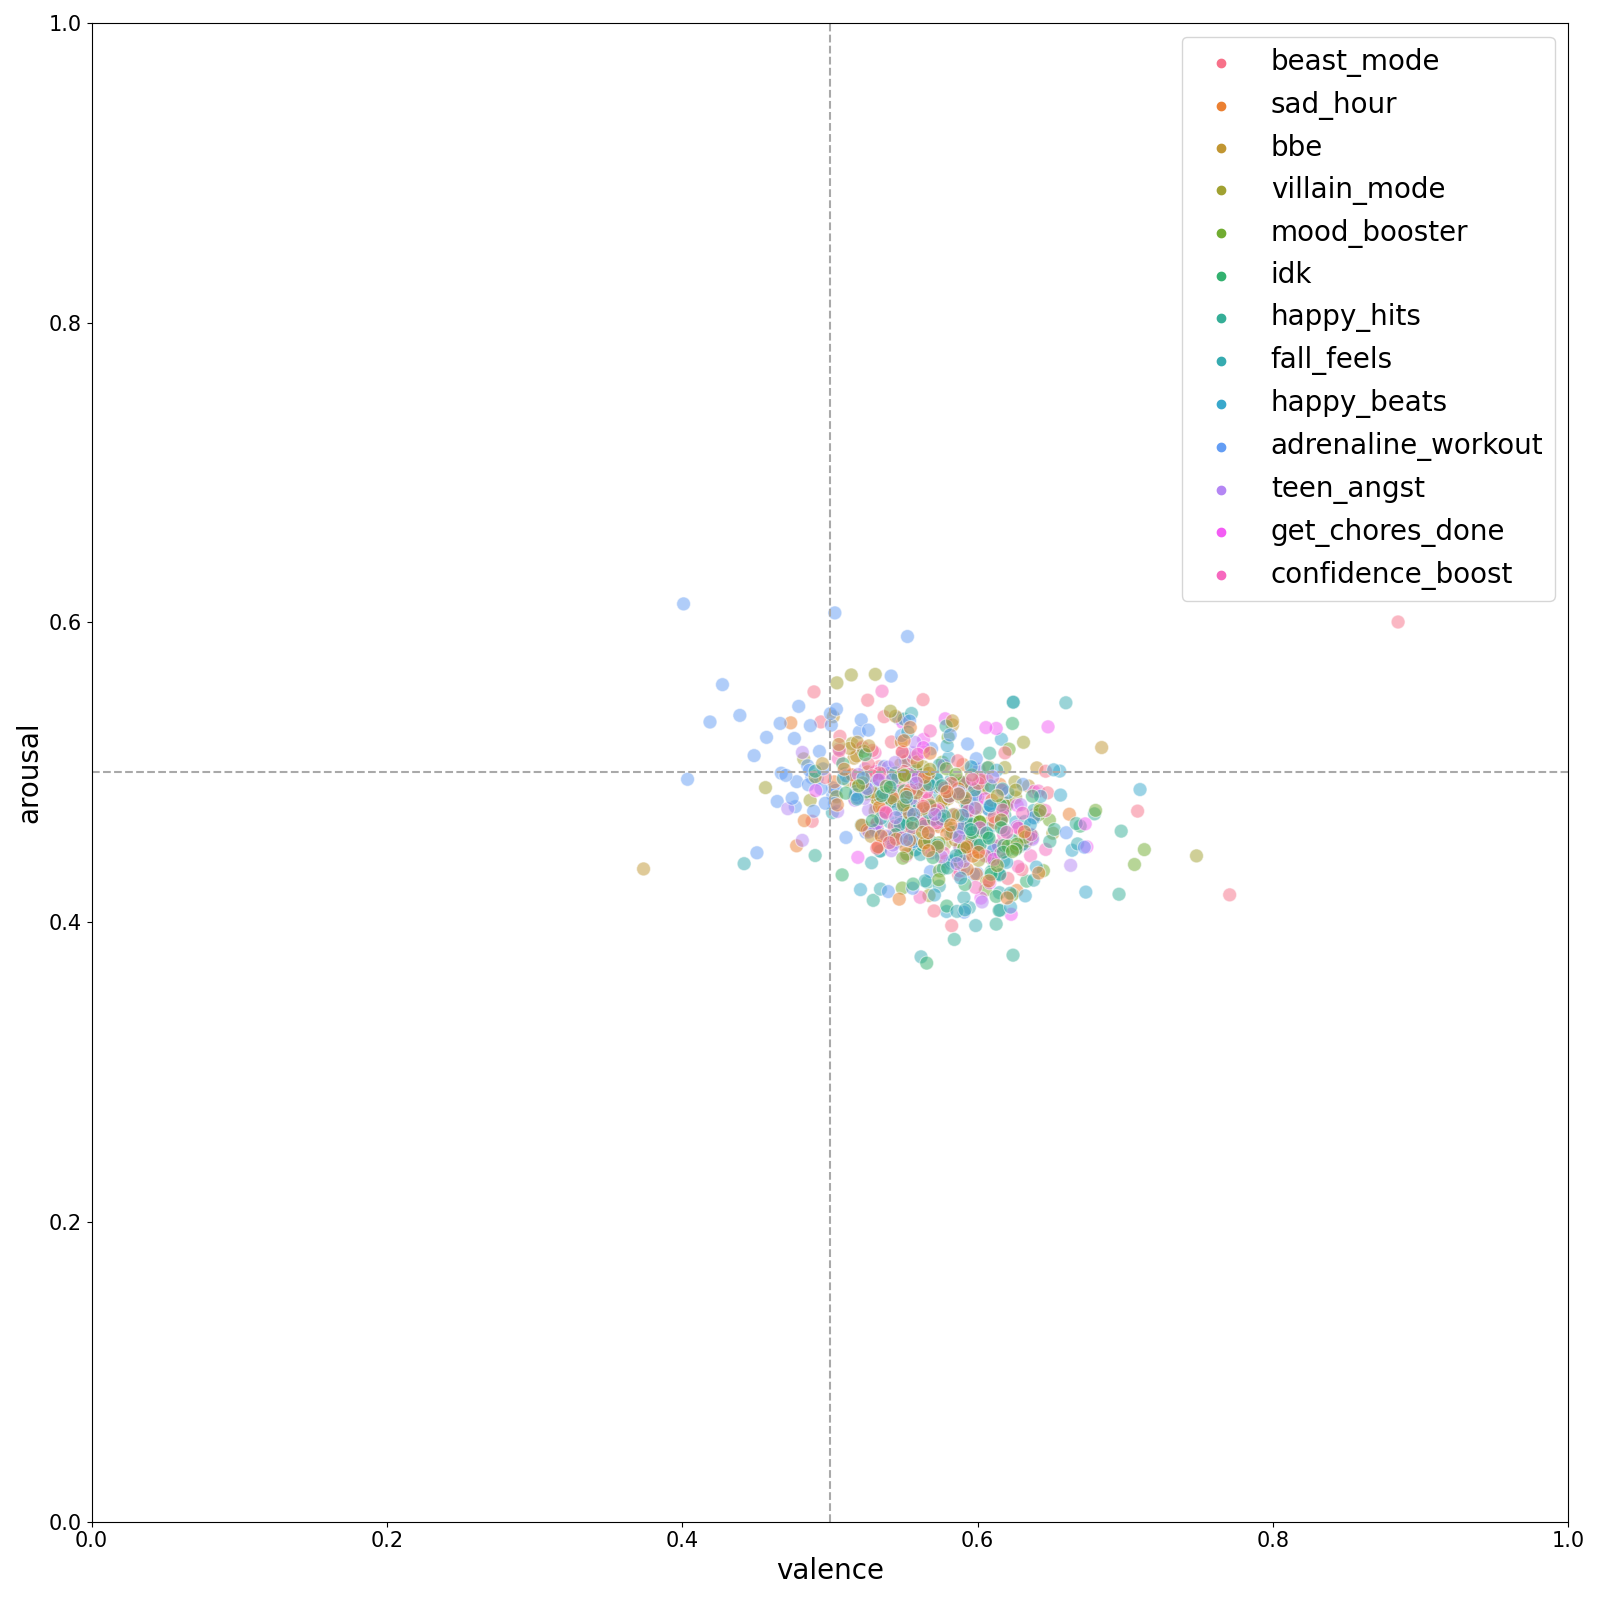 1.0
0.8
0.6
0.4
0.2
0.0
arousal
beast_mode
sad_hour
bbe
villain_mode
mood_booster
idk
happy_hits
fall_feels
happy_beats
adrenaline_workout
teen_angst
get_chores_done
confidence_boost
0.0 0.2 0.4 0.6 0.8 1.0
valence